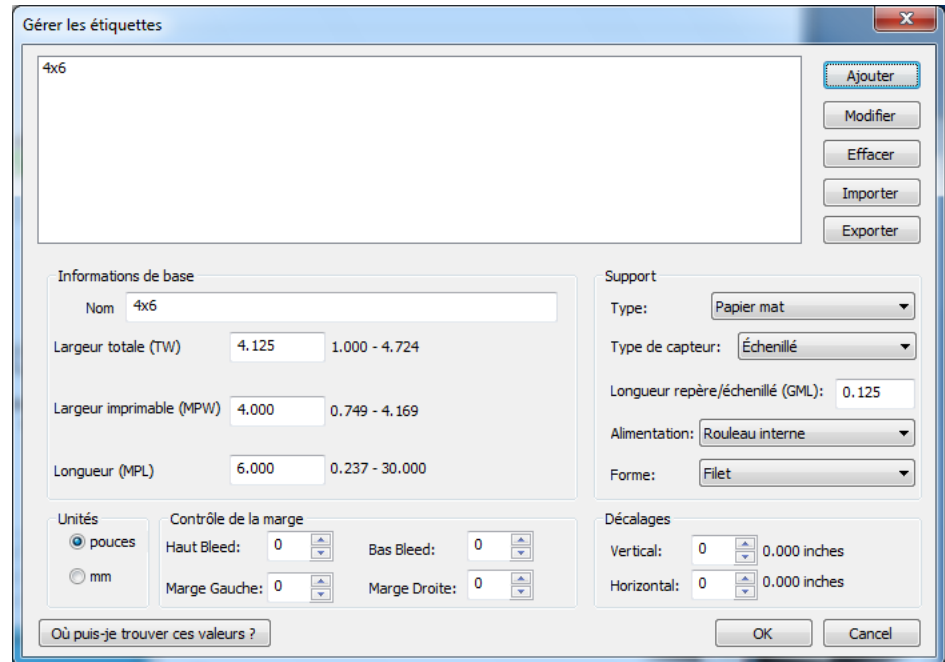 Gérer les étiquettes
4x6
Ajouter
Modifier
Effacer
Importer
Exporter
Informations de base
Nom 4x6
Largeur totale (TW) 4.125 1.000 - 4.724
Largeur imprimable (MPW) 4.000 0.749 - 4.169
Longueur (MPL) 6.000 0.237 - 30.000
Support
Type: Papier mat
Type de capteur: Échenillé
Longueur repère/échenillé (GML): 0.125
Alimentation: Rouleau interne
Forme: Filet
Unités
pouces
mm
Contrôle de la marge
Haut Bleed: 0 Bas Bleed: 0
Marge Gauche: 0 Marge Droite: 0
Décalages
Vertical: 0 0.000 inches
Horizontal: 0 0.000 inches
Où puis-je trouver ces valeurs ?
OK
Cancel